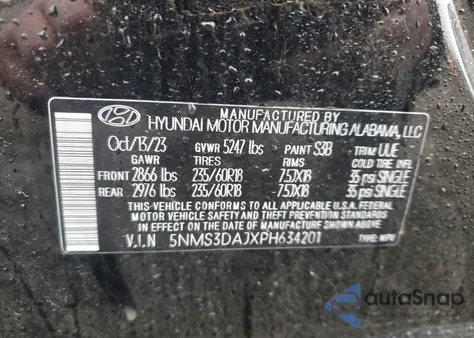 MANUFACTURED BY
HYUNDAI MOTOR MANUFACTURING ALABAMA, LLC
Oct/13/23 GVWR 5247 lbs PAINT S3B TRIM: UUE
GAWR TIRES RIMS COLD TIRE INFL
FRONT 2866 lbs 235/60R18 7.5JX18 35 psi SINGLE
REAR 2976 lbs 235/60R18 7.5JX18 35 psi SINGLE
THIS VEHICLE CONFORMS TO ALL APPLICABLE U.S.A. FEDERAL
MOTOR VEHICLE SAFETY, BUMPER, AND THEFT PREVENTION
STANDARDS IN EFFECT ON THE DATE OF MANUFACTURE SHOWN ABOVE.
V.I.N 5NMS3DAJXPH634201 TYPE: MPV
autoSnap